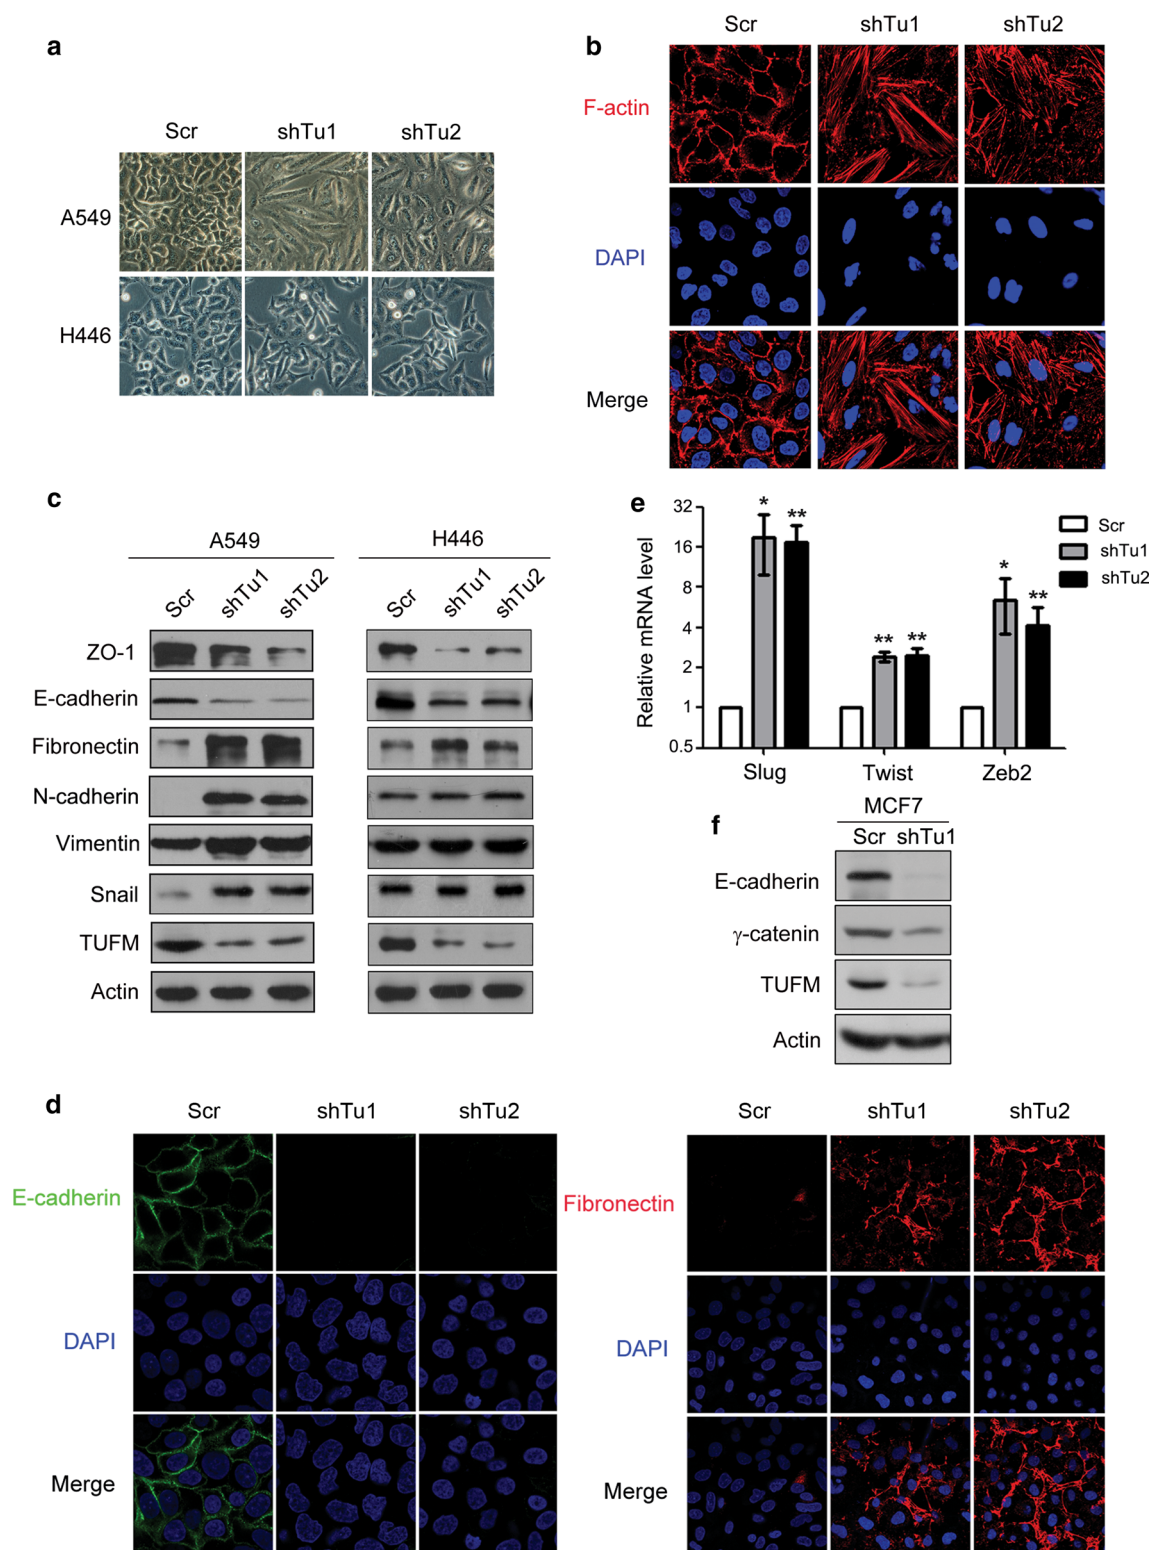 a
Scr shTu1 shTu2
A549
H446
b
Scr shTu1 shTu2
F-actin
DAPI
Merge
c
A549 H446
Scr shTu1 shTu2 Scr shTu1 shTu2
ZO-1
E-cadherin
Fibronectin
N-cadherin
Vimentin
Snail
TUFM
Actin
e
Relative mRNA level
32
16
8
4
2
1
0.5
* **
** **
* **
Slug Twist Zeb2
Scr
shTu1
shTu2
f
MCF7
Scr shTu1
E-cadherin
γ-catenin
TUFM
Actin
d
Scr shTu1 shTu2
E-cadherin
DAPI
Merge
Scr shTu1 shTu2
Fibronectin
DAPI
Merge